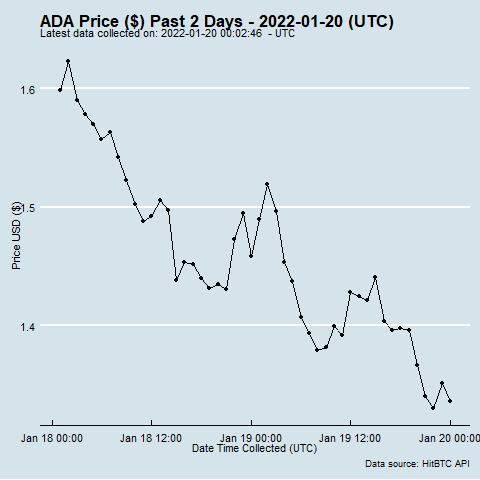 ADA Price ($) Past 2 Days - 2022-01-20 (UTC)
Latest data collected on: 2022-01-20 00:02:46 - UTC
1.6
1.5
1.4
Price USD ($)
Jan 18 00:00 Jan 18 12:00 Jan 19 00:00 Jan 19 12:00 Jan 20 00:00
Date Time Collected (UTC)
Data source: HitBTC API